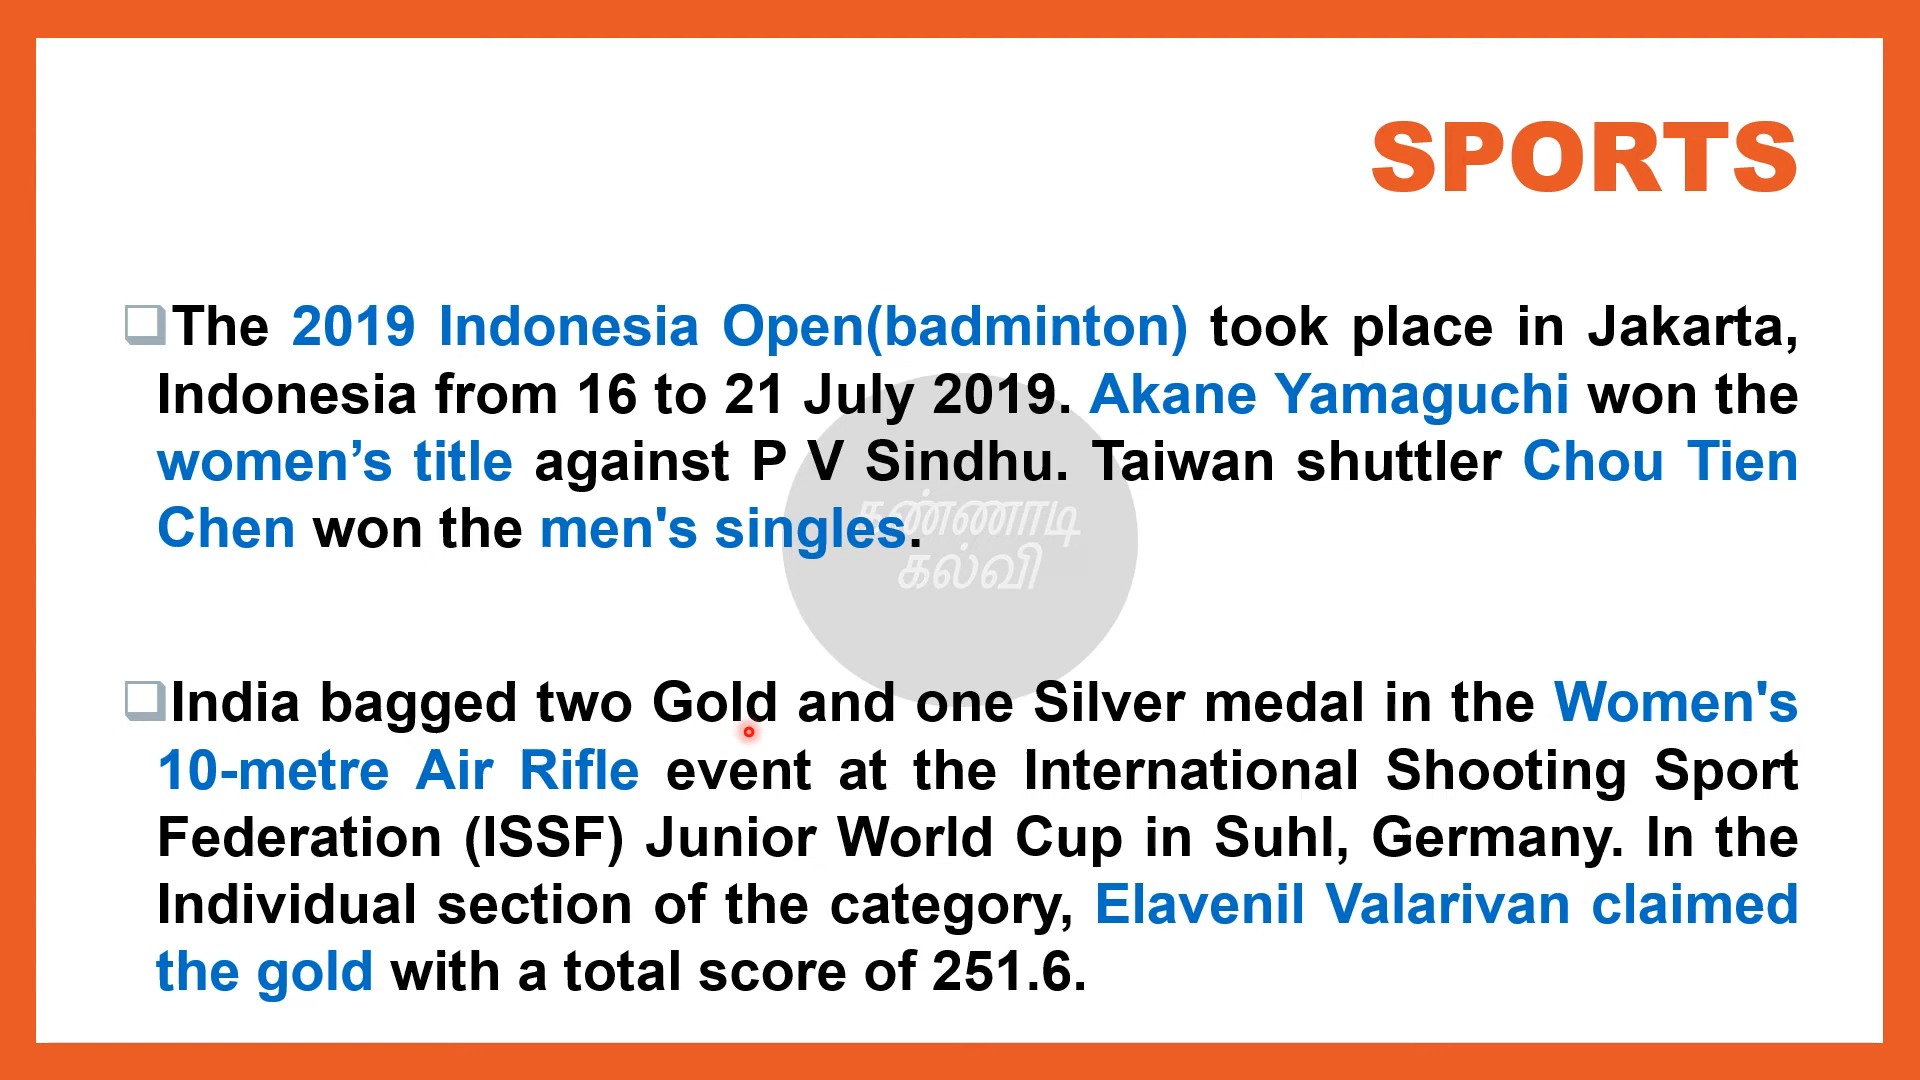 SPORTS
The 2019 Indonesia Open(badminton) took place in Jakarta,
Indonesia from 16 to 21 July 2019. Akane Yamaguchi won the
women’s title against P V Sindhu. Taiwan shuttler Chou Tien
Chen won the men's singles.
கண்ணாடி
கல்வி
India bagged two Gold and one Silver medal in the Women's
10-metre Air Rifle event at the International Shooting Sport
Federation (ISSF) Junior World Cup in Suhl, Germany. In the
Individual section of the category, Elavenil Valarivan claimed
the gold with a total score of 251.6.